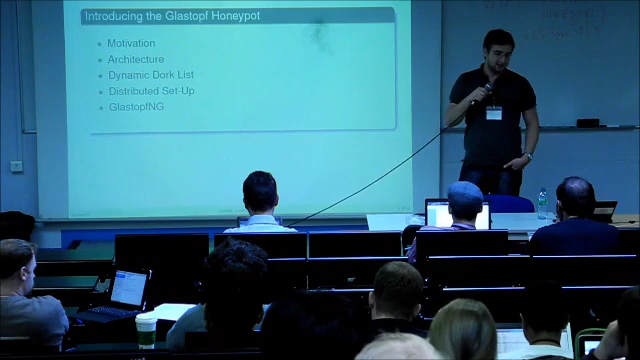 Introducing the Glastopf Honeypot
Motivation
Architecture
Dynamic Dork List
Distributed Set-Up
GlastopfNG